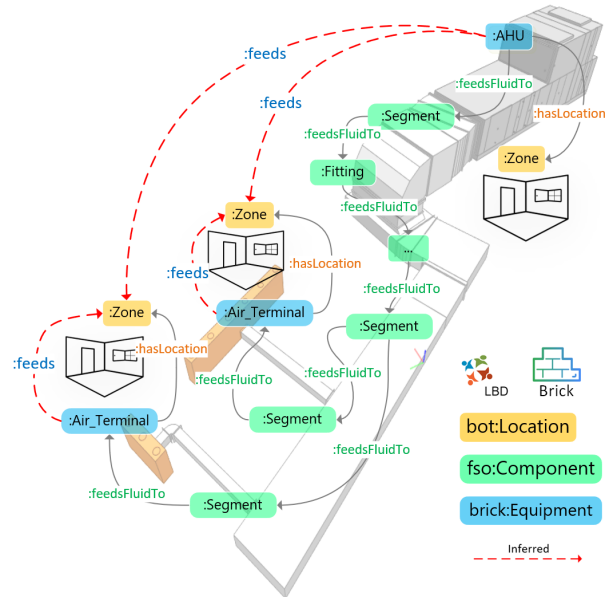 :AHU
:feeds
:feedsFluidTo
:feeds
:Segment
:hasLocation
:feedsFluidTo
:Zone
:Fitting
:feedsFluidTo
:Zone
...
:hasLocation
:feeds
:feedsFluidTo
:Zone
:Air_Terminal
:Segment
:hasLocation
:feeds
:feedsFluidTo
:feedsFluidTo
LBD
Brick
:Air_Terminal
:Segment
bot:Location
:feedsFluidTo
:feedsFluidTo
fso:Component
:Segment
brick:Equipment
Inferred